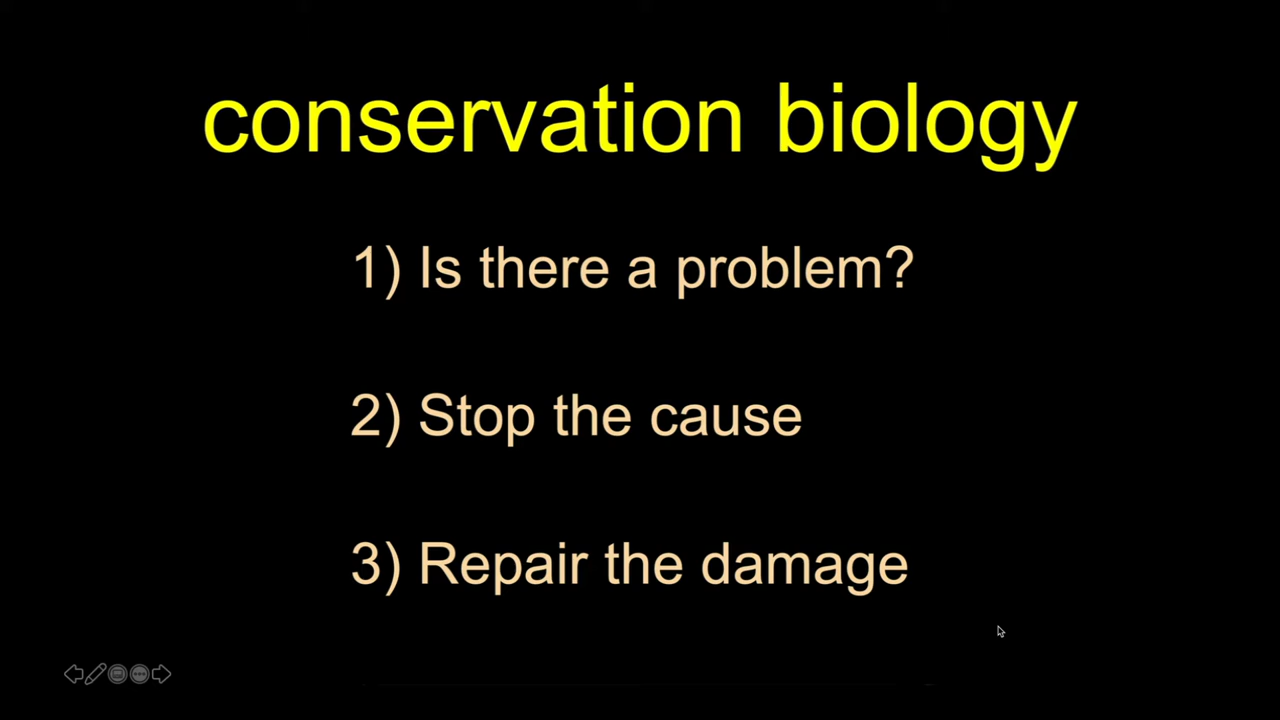 conservation biology
1) Is there a problem?
2) Stop the cause
3) Repair the damage